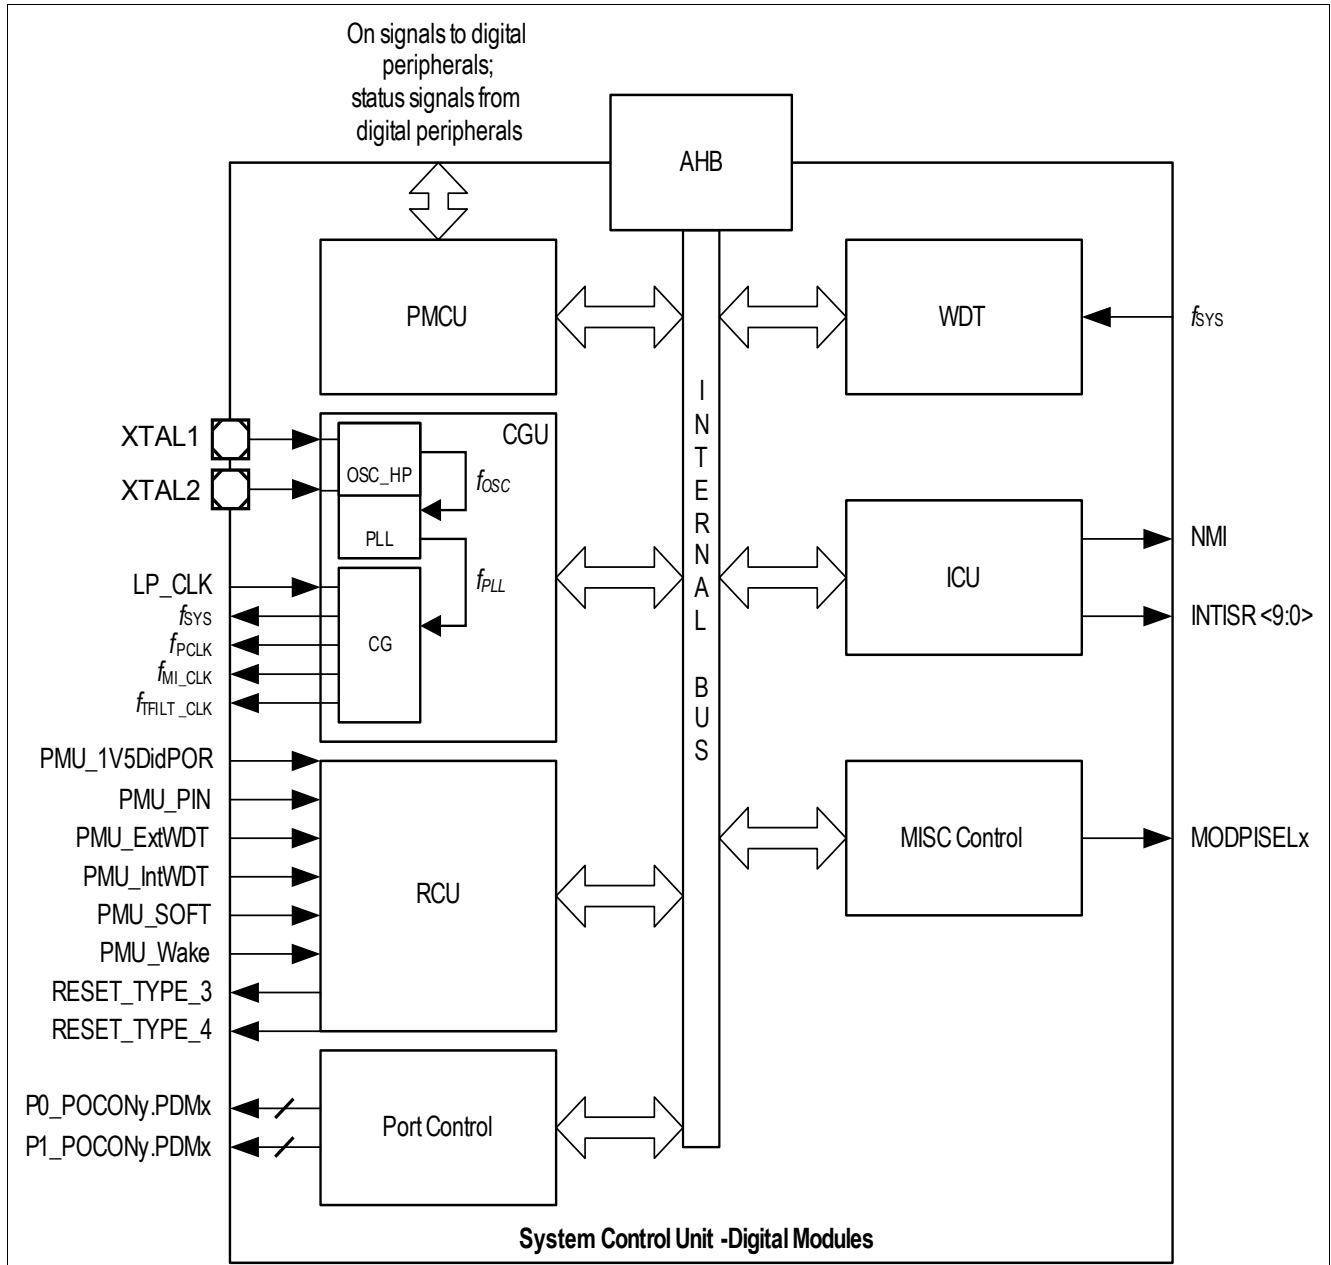 On signals to digital
peripherals;
status signals from
digital peripherals
AHB
PMCU
WDT
fSYS
XTAL1
XTAL2
CGU
OSC_HP
fOSC
PLL
fPLL
CG
LP_CLK
fSYS
fPCLK
fMI_CLK
fTFILT_CLK
INTERNAL BUS
ICU
NMI
INTISR <9:0>
PMU_1V5DidPOR
PMU_PIN
PMU_ExtWDT
PMU_IntWDT
PMU_SOFT
PMU_Wake
RESET_TYPE_3
RESET_TYPE_4
RCU
MISC Control
MODPISELx
P0_POCONy.PDMx
P1_POCONy.PDMx
Port Control
System Control Unit -Digital Modules